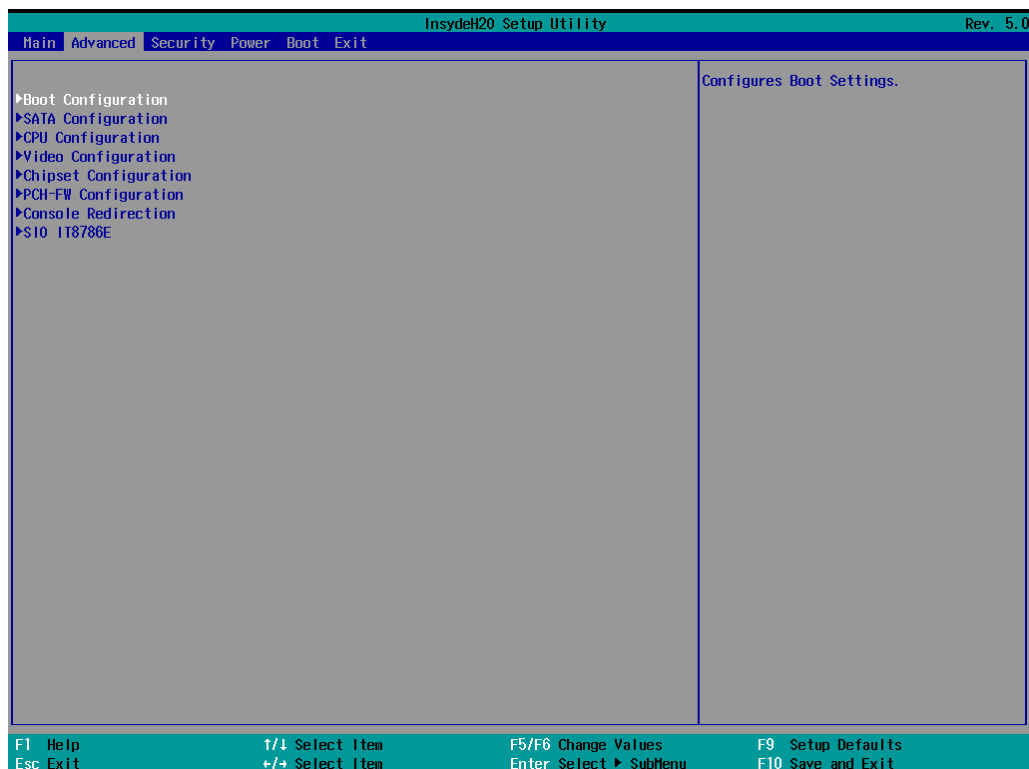 InsydeH20 Setup Utility Rev. 5.0
Main Advanced Security Power Boot Exit
Configures Boot Settings.
▶Boot Configuration
▶SATA Configuration
▶CPU Configuration
▶Video Configuration
▶Chipset Configuration
▶PCH-FW Configuration
▶Console Redirection
▶SIO IT8786E
F1 Help ↑/↓ Select Item F5/F6 Change Values F9 Setup Defaults
Esc Exit ←/→ Select Item Enter Select ▶ SubMenu F10 Save and Exit